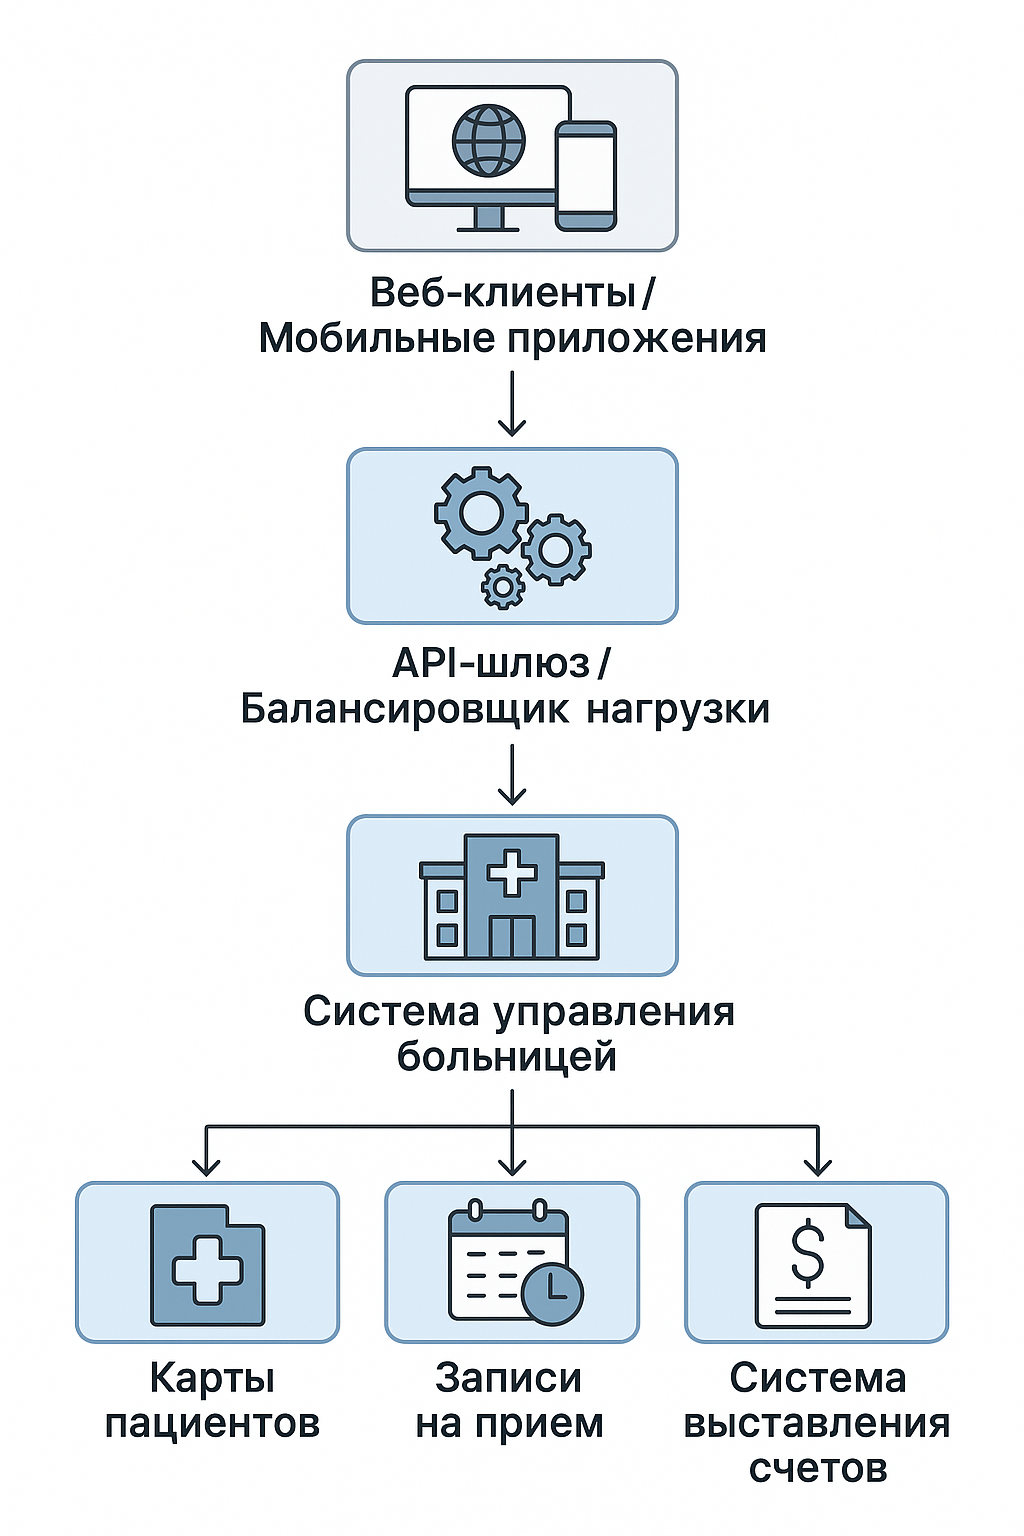 Веб-клиенты/
Мобильные приложения
API-шлюз/
Балансировщик нагрузки
Система управления
больницей
Карты
пациентов
Записи
на прием
Система
выставления
счетов
$